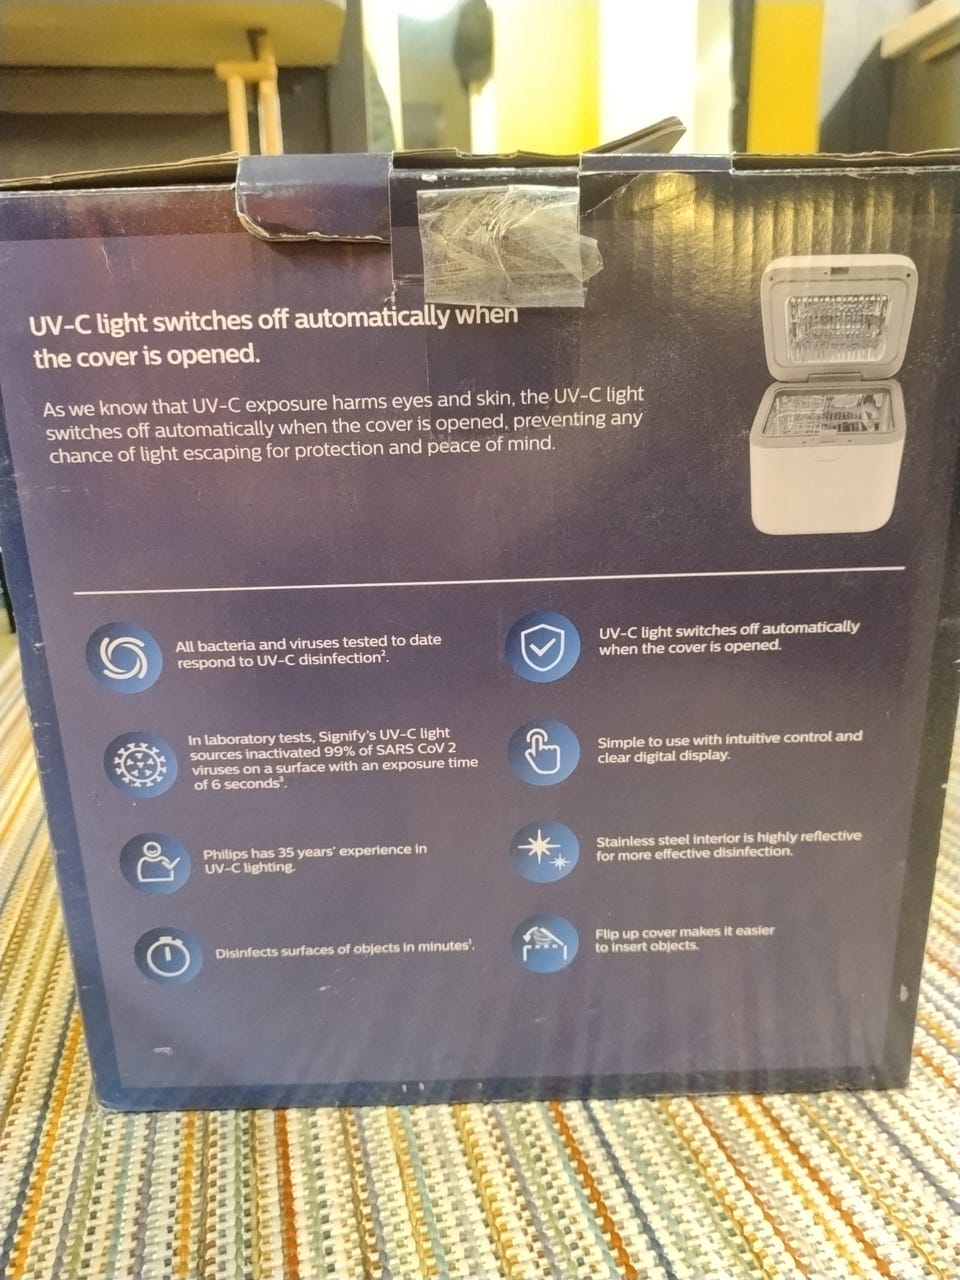 UV-C light switches off automatically when
the cover is opened.
As we know that UV-C exposure harms eyes and skin, the UV-C light
switches off automatically when the cover is opened, preventing any
chance of light escaping for protection and peace of mind.
All bacteria and viruses tested to date
respond to UV-C disinfection².
In laboratory tests, Signify's UV-C light
sources inactivated 99% of SARS CoV 2
viruses on a surface with an exposure time
of 6 seconds³.
Philips has 35 years' experience in
UV-C lighting.
Disinfects surfaces of objects in minutes¹.
UV-C light switches off automatically
when the cover is opened.
Simple to use with intuitive control and
clear digital display.
Stainless steel interior is highly reflective
for more effective disinfection.
Flip up cover makes it easier
to insert objects.